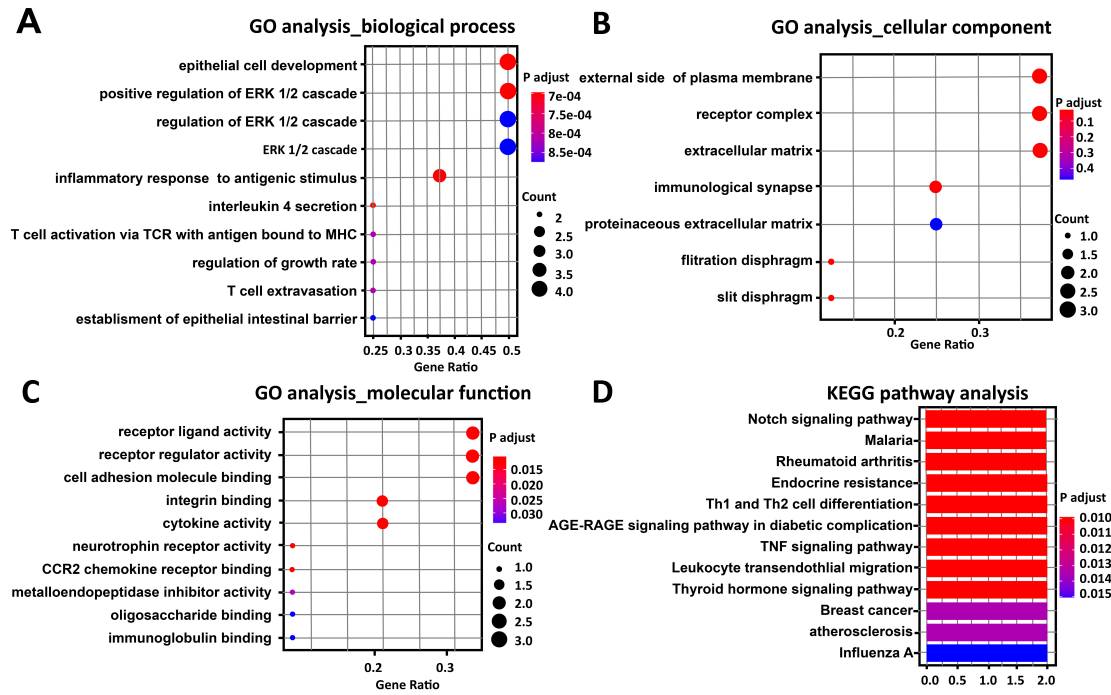 A
GO analysis_biological process
epithelial cell development
positive regulation of ERK 1/2 cascade
regulation of ERK 1/2 cascade
ERK 1/2 cascade
inflammatory response to antigenic stimulus
interleukin 4 secretion
T cell activation via TCR with antigen bound to MHC
regulation of growth rate
T cell extravasation
establisment of epithelial intestinal barrier
0.25 0.3 0.35 0.4 0.45 0.5
Gene Ratio
P adjust
7e-04
7.5e-04
8e-04
8.5e-04
Count
2
2.5
3.0
3.5
4.0
B
GO analysis_cellular component
external side of plasma membrane
receptor complex
extracellular matrix
immunological synapse
proteinaceous extracellular matrix
flitration disphragm
slit disphragm
0.2 0.3
Gene Ratio
P adjust
0.1
0.2
0.3
0.4
Count
1.0
1.5
2.0
2.5
3.0
C
GO analysis_molecular function
receptor ligand activity
receptor regulator activity
cell adhesion molecule binding
integrin binding
cytokine activity
neurotrophin receptor activity
CCR2 chemokine receptor binding
metalloendopeptidase inhibitor activity
oligosaccharide binding
immunoglobulin binding
0.2 0.3
Gene Ratio
P adjust
0.015
0.020
0.025
0.030
Count
1.0
1.5
2.0
2.5
3.0
D
KEGG pathway analysis
Notch signaling pathway
Malaria
Rheumatoid arthritis
Endocrine resistance
Th1 and Th2 cell differentiation
AGE-RAGE signaling pathway in diabetic complication
TNF signaling pathway
Leukocyte transendothlial migration
Thyroid hormone signaling pathway
Breast cancer
atherosclerosis
Influenza A
0.0 0.5 1.0 1.5 2.0
P adjust
0.010
0.011
0.012
0.013
0.014
0.015